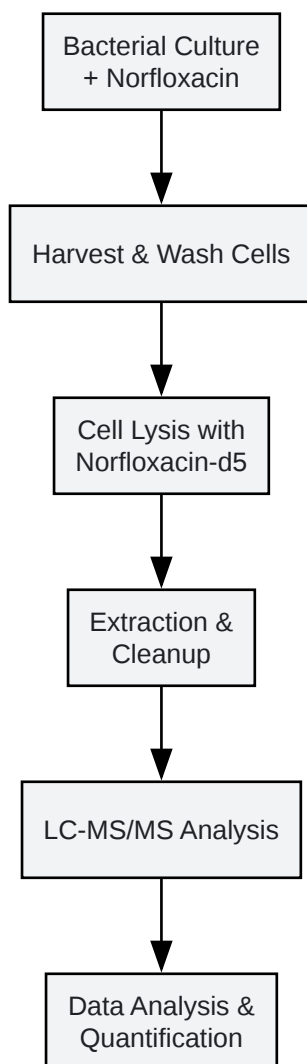 Bacterial Culture
+ Norfloxacin
Harvest & Wash Cells
Cell Lysis with
Norfloxacin-d5
Extraction &
Cleanup
LC-MS/MS Analysis
Data Analysis &
Quantification